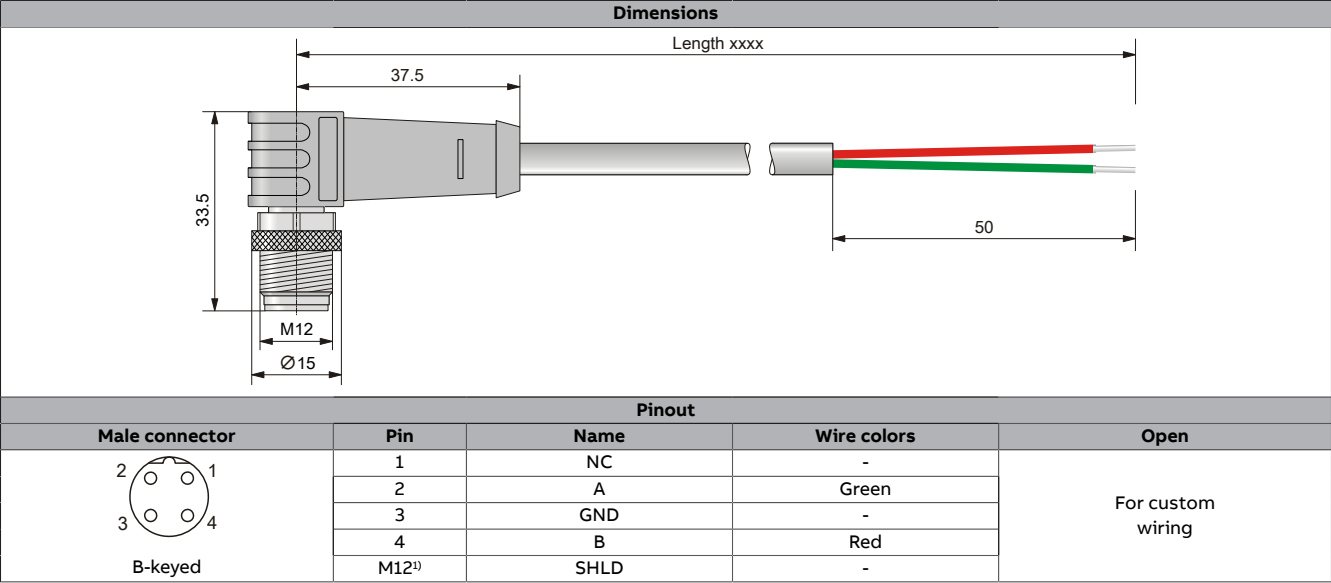 Dimensions
Length xxxx
37.5
33.5
50
M12
Ø15
Pinout
Male connector Pin Name Wire colors Open
2 1
3 4
B-keyed
1 NC -
2 A Green
3 GND -
4 B Red
M12¹⁾ SHLD -
For custom
wiring